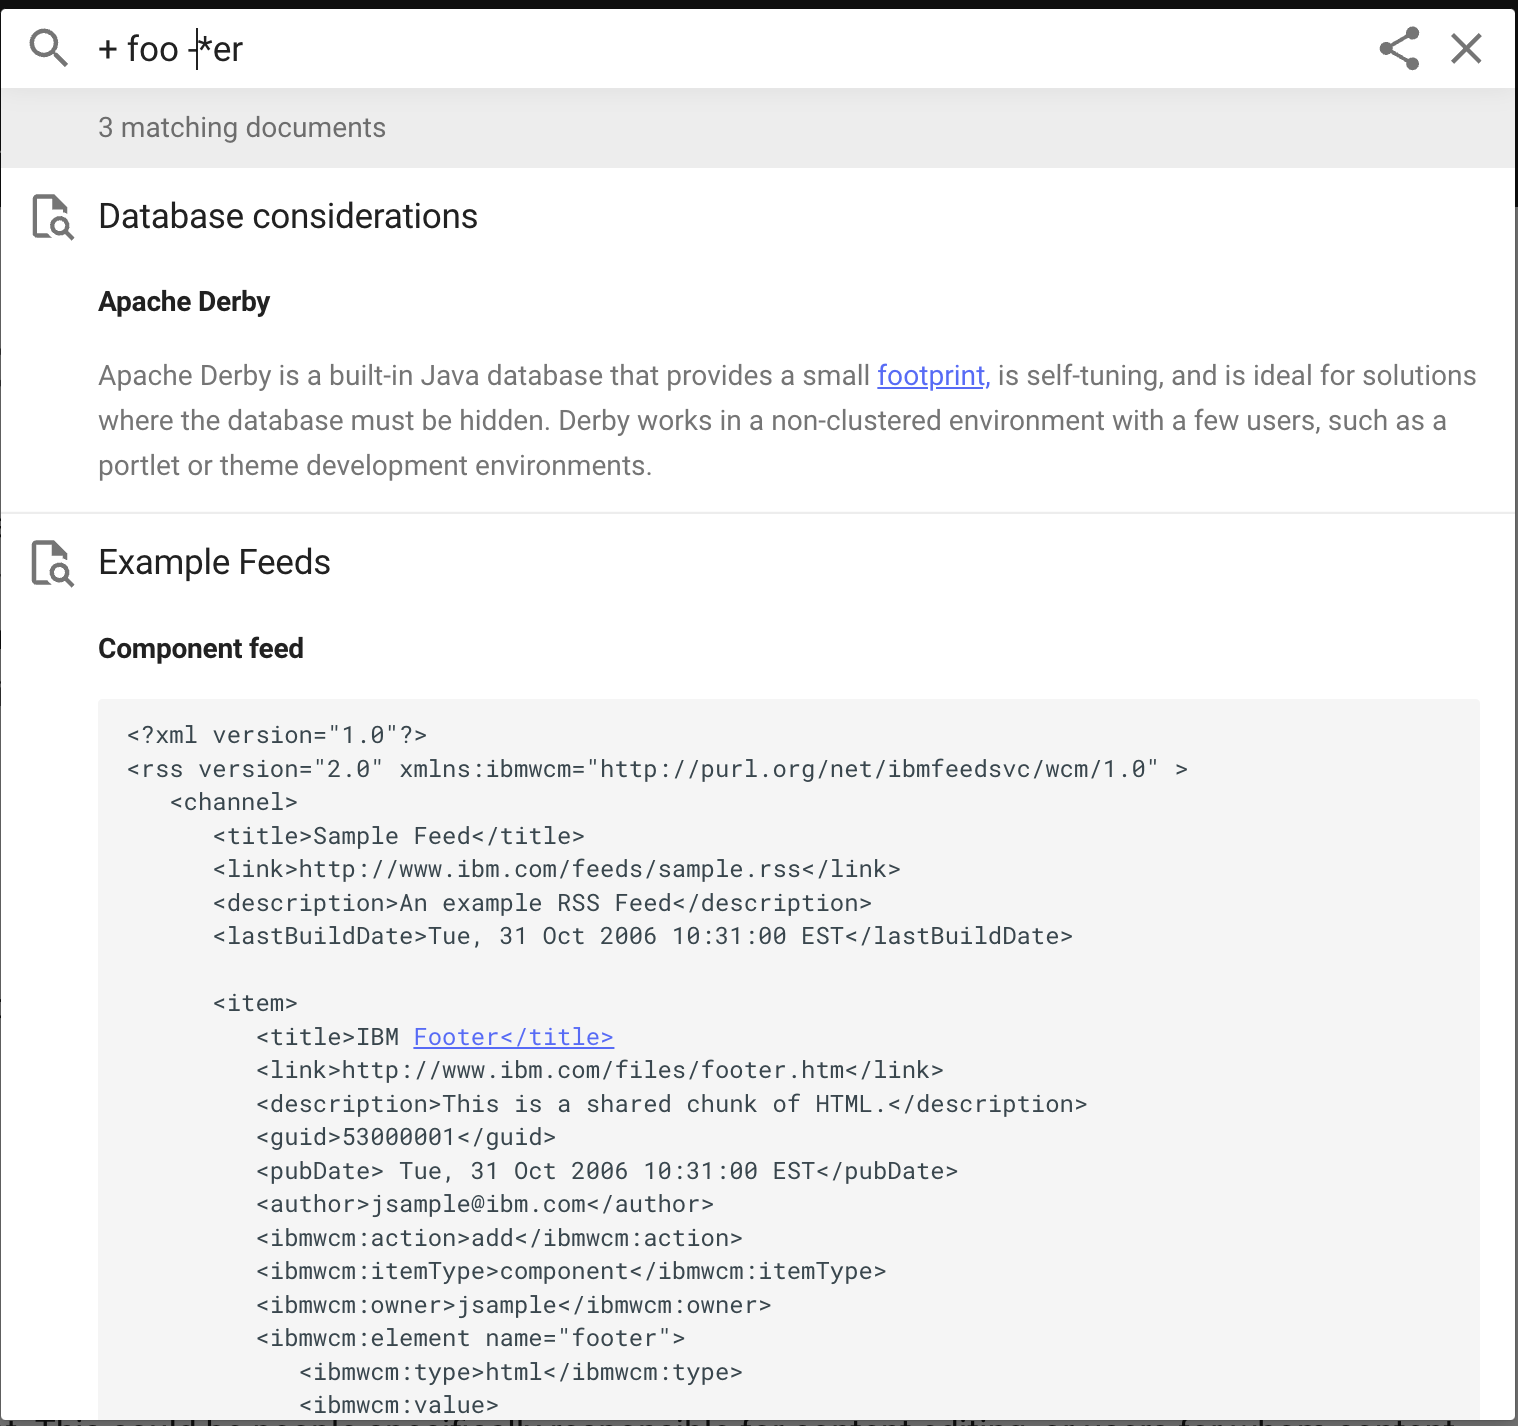 + foo -*er
3 matching documents
Database considerations
Apache Derby
Apache Derby is a built-in Java database that provides a small footprint, is self-tuning, and is ideal for solutions
where the database must be hidden. Derby works in a non-clustered environment with a few users, such as a
portlet or theme development environments.
Example Feeds
Component feed
<?xml version="1.0"?>
<rss version="2.0" xmlns:ibmwcm="http://purl.org/net/ibmfeedsvc/wcm/1.0" >
<channel>
<title>Sample Feed</title>
<link>http://www.ibm.com/feeds/sample.rss</link>
<description>An example RSS Feed</description>
<lastBuildDate>Tue, 31 Oct 2006 10:31:00 EST</lastBuildDate>
<item>
<title>IBM Footer</title>
<link>http://www.ibm.com/files/footer.htm</link>
<description>This is a shared chunk of HTML.</description>
<guid>53000001</guid>
<pubDate> Tue, 31 Oct 2006 10:31:00 EST</pubDate>
<author>jsample@ibm.com</author>
<ibmwcm:action>add</ibmwcm:action>
<ibmwcm:itemType>component</ibmwcm:itemType>
<ibmwcm:owner>jsample</ibmwcm:owner>
<ibmwcm:element name="footer">
<ibmwcm:type>html</ibmwcm:type>
<ibmwcm:value>